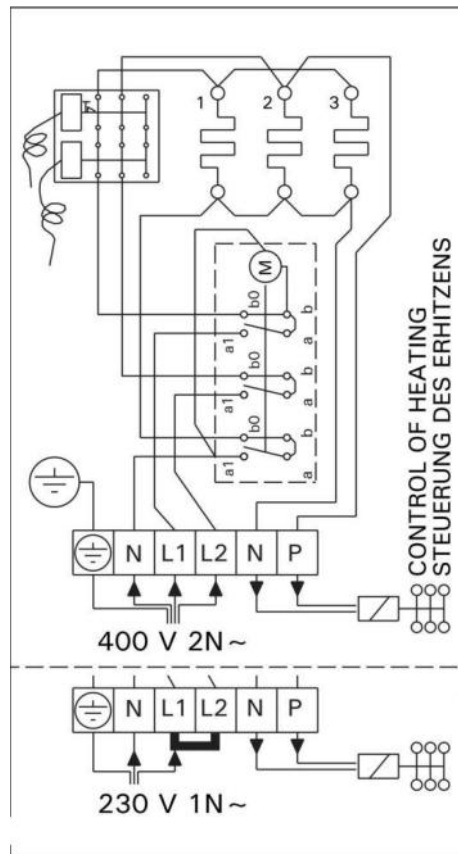 1 2 3
M
b0 b
a1 a
b0 b
a1 a
b0 b
a1 a
CONTROL OF HEATING
STEUERUNG DES ERHITZENS
N L1 L2 N P
400 V 2N~
N L1 L2 N P
230 V 1N~